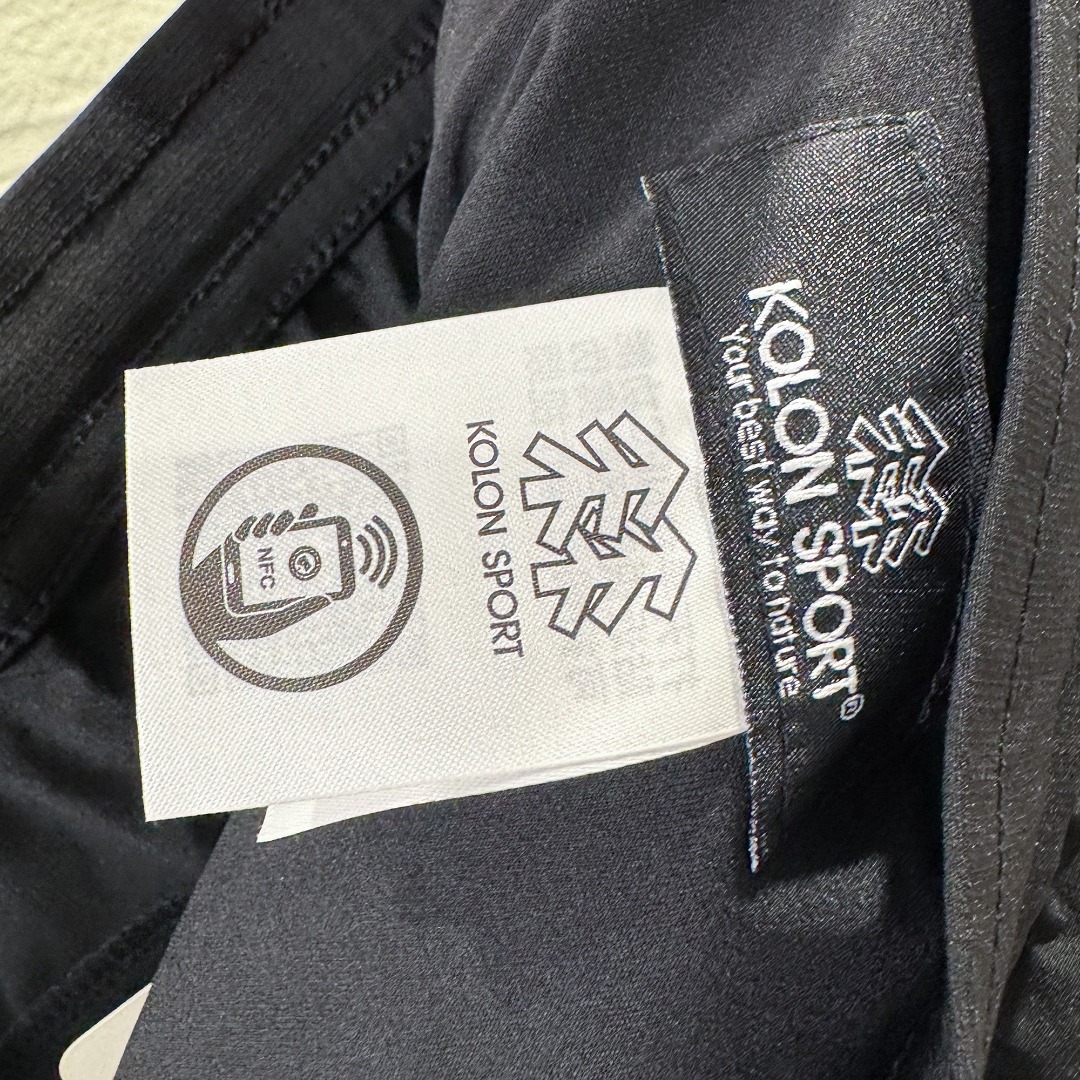 KOLON SPORT®
Your best way to nature
KOLON SPORT
NFC